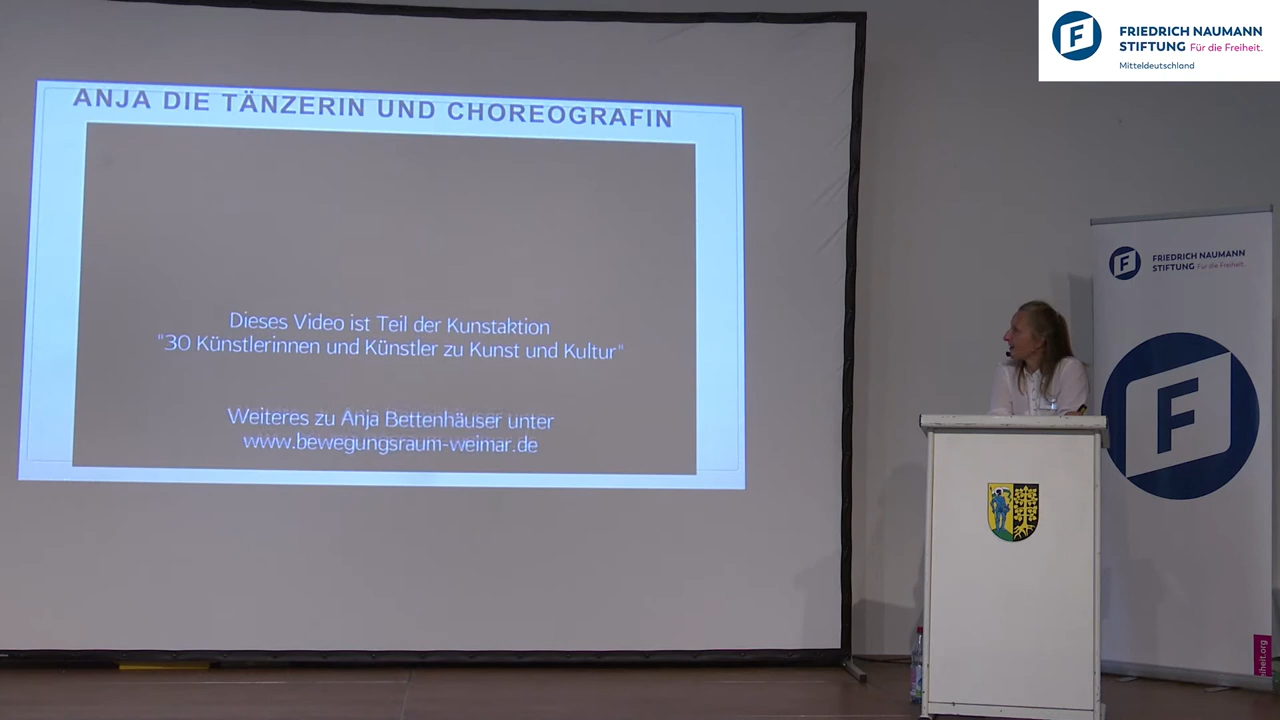 ANJA DIE TÄNZERIN UND CHOREOGRAFIN
Dieses Video ist Teil der Kunstaktion
"30 Künstlerinnen und Künstler zu Kunst und Kultur"
Weiteres zu Anja Bettenhäuser unter
www.bewegungsraum-weimar.de
F
FRIEDRICH NAUMANN
STIFTUNG Für die Freiheit.
Mitteldeutschland
F
FRIEDRICH NAUMANN
STIFTUNG Für die Freiheit.
F
eiheit.org